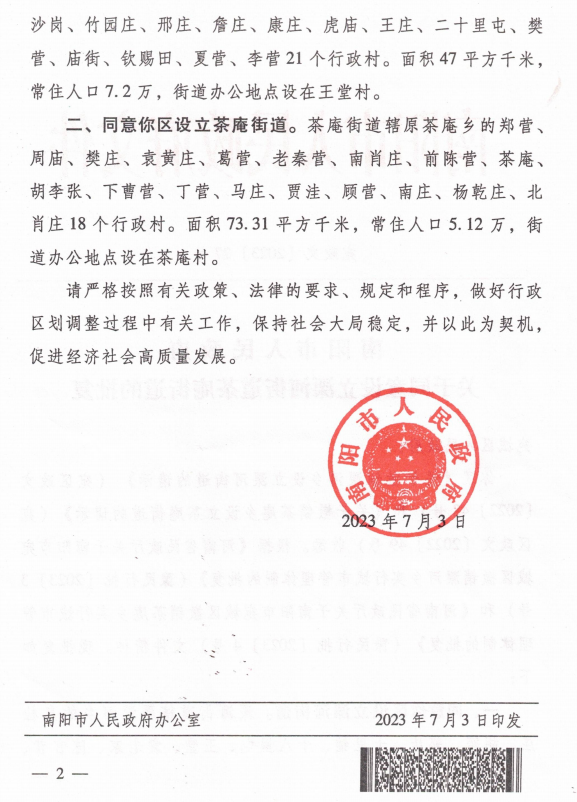 沙岗、竹园庄、邢庄、詹庄、康庄、虎庙、王庄、二十里屯、樊
营、庙街、钦赐田、夏营、李营21个行政村。面积47平方千米，
常住人口7.2万，街道办公地点设在王堂村。
二、同意你区设立茶庵街道。茶庵街道辖原茶庵乡的郑营、
周庙、樊庄、袁黄庄、葛营、老秦营、南肖庄、前陈营、茶庵、
胡李张、下曹营、丁营、马庄、贾洼、顾营、南庄、杨乾庄、北
肖庄18个行政村。面积73.31平方千米，常住人口5.12万，街
道办公地点设在茶庵村。
请严格按照有关政策、法律的要求、规定和程序，做好行政
区划调整过程中有关工作，保持社会大局稳定，并以此为契机，
促进经济社会高质量发展。
南阳市人民政府
2023年7月3日
南阳市人民政府办公室 2023年7月3日印发
— 2 —